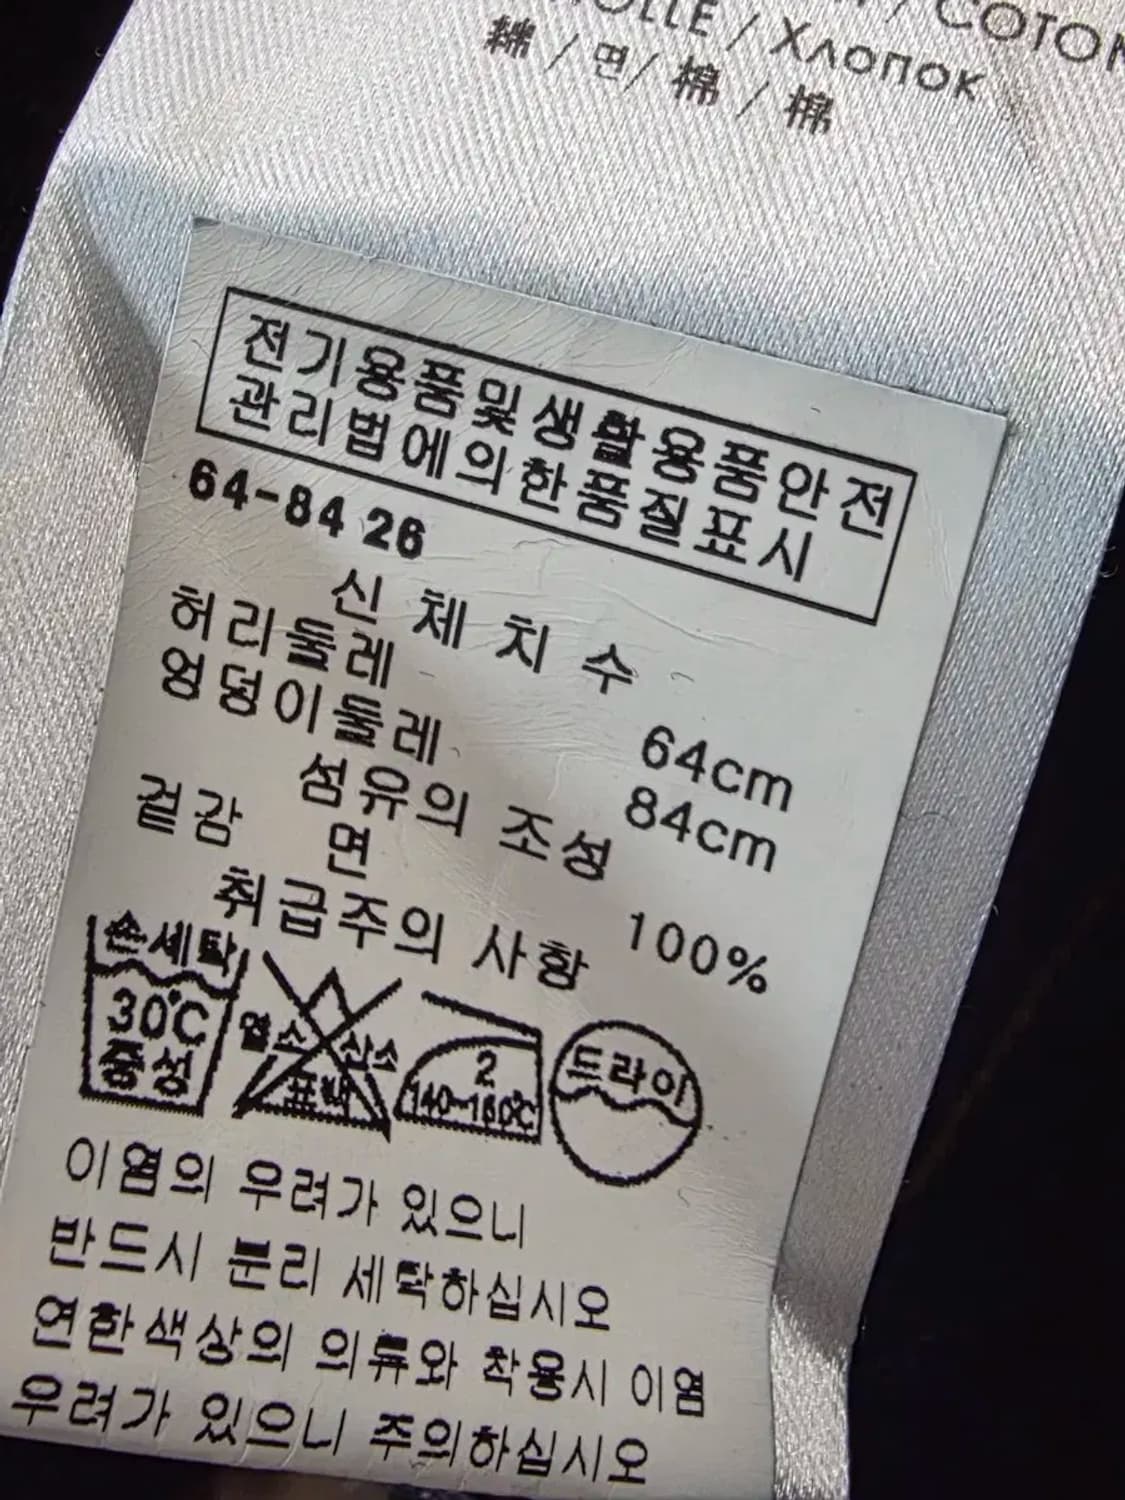 / COTON
/ Хлопок
綿 / 면 / 棉 / 棉
전기용품및생활용품안전
관리법에의한품질표시
64-84 26
신 체 치 수
허리둘레 64cm
엉덩이둘레 84cm
섬유의 조성
겉감 면 100%
취급주의 사항
손세탁
30℃
중성
염소 산소
표백
2
140~160℃
드라이
이염의 우려가 있으니
반드시 분리 세탁하십시오
연한색상의 의류와 착용시 이염
우려가 있으니 주의하십시오